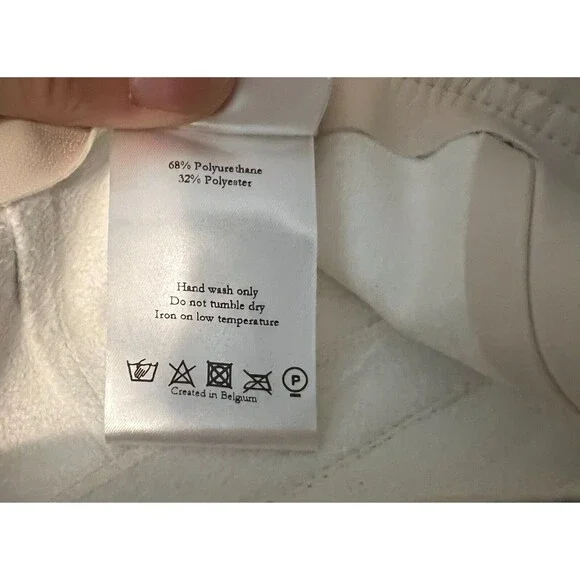 68% Polyurethane
32% Polyester
Hand wash only
Do not tumble dry
Iron on low temperature
P
Created in Belgium